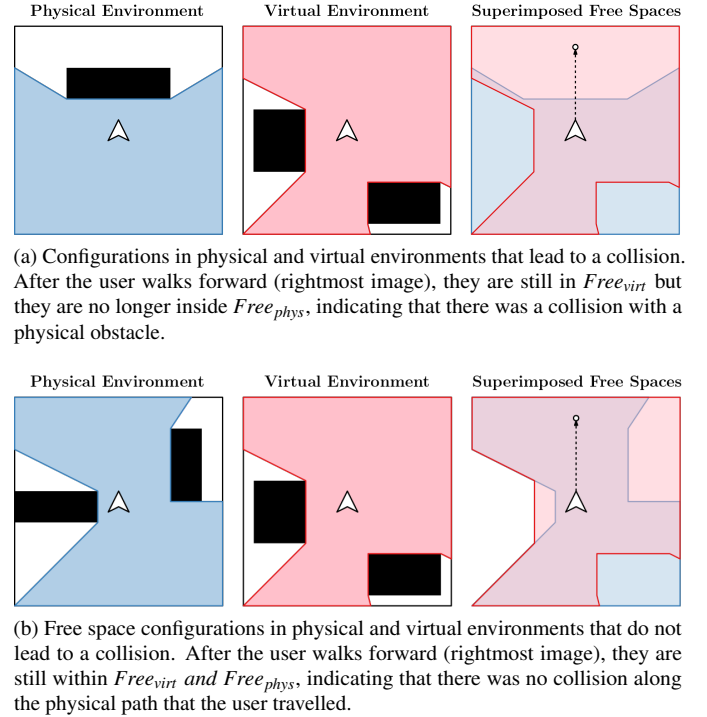 Physical Environment Virtual Environment Superimposed Free Spaces
(a) Configurations in physical and virtual environments that lead to a collision.
After the user walks forward (rightmost image), they are still in Free_virt but
they are no longer inside Free_phys, indicating that there was a collision with a
physical obstacle.
Physical Environment Virtual Environment Superimposed Free Spaces
(b) Free space configurations in physical and virtual environments that do not
lead to a collision. After the user walks forward (rightmost image), they are
still within Free_virt and Free_phys, indicating that there was no collision along
the physical path that the user travelled.